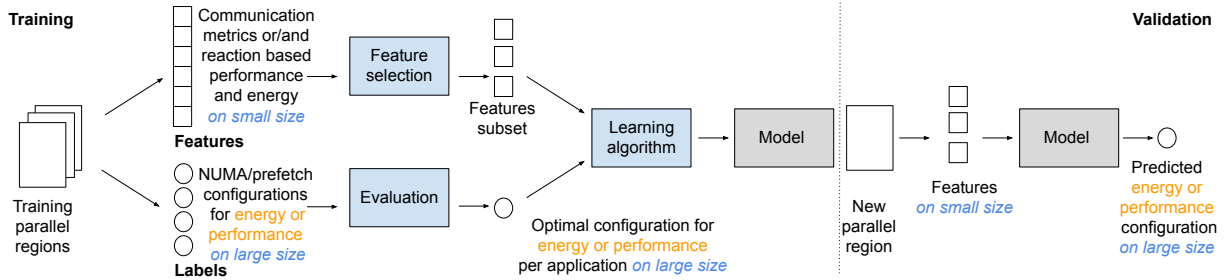 Training
Communication
metrics or/and
reaction based
performance
and energy
on small size
Features
Feature
selection
Features
subset
Training
parallel
regions
NUMA/prefetch
configurations
for energy or
performance
on large size
Labels
Evaluation
Optimal configuration for
energy or performance
per application on large size
Learning
algorithm
Model
Validation
New
parallel
region
Features
on small size
Model
Predicted
energy or
performance
configuration
on large size